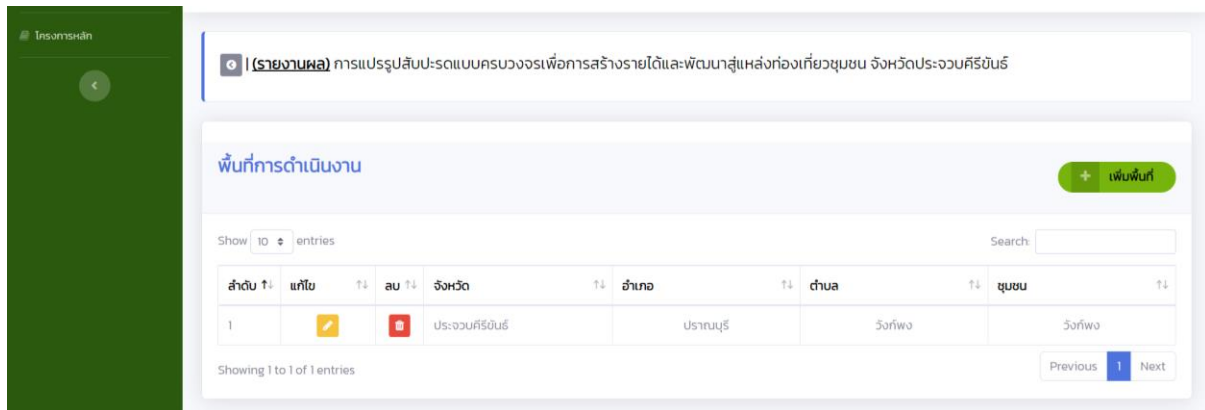 โครงการหลัก
| (รายงานผล) การแปรรูปสับปะรดแบบครบวงจรเพื่อการสร้างรายได้และพัฒนาสู่แหล่งท่องเที่ยวชุมชน จังหวัดประจวบคีรีขันธ์
พื้นที่การดำเนินงาน
+ เพิ่มพื้นที่
Show 10 entries
Search:
ลำดับ แก้ไข ลบ จังหวัด อำเภอ ตำบล ชุมชน
1 ประจวบคีรีขันธ์ ปราณบุรี วังก์พง วังก์พง
Showing 1 to 1 of 1 entries
Previous 1 Next